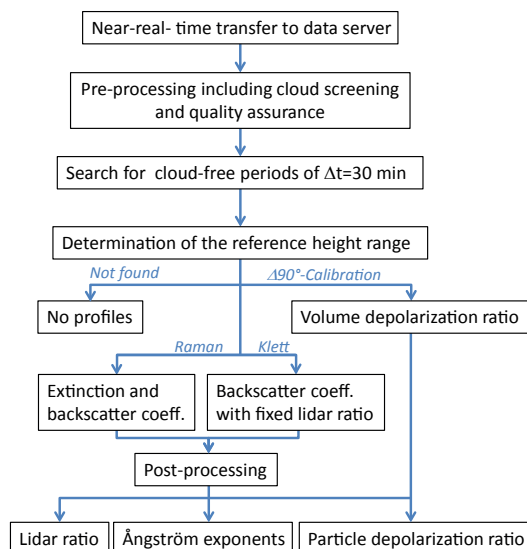 Near-real- time transfer to data server
Pre-processing including cloud screening
and quality assurance
Search for cloud-free periods of Δt=30 min
Determination of the reference height range
Not found
Δ90°-Calibration
No profiles
Volume depolarization ratio
Raman
Klett
Extinction and
backscatter coeff.
Backscatter coeff.
with fixed lidar ratio
Post-processing
Lidar ratio
Ångström exponents
Particle depolarization ratio